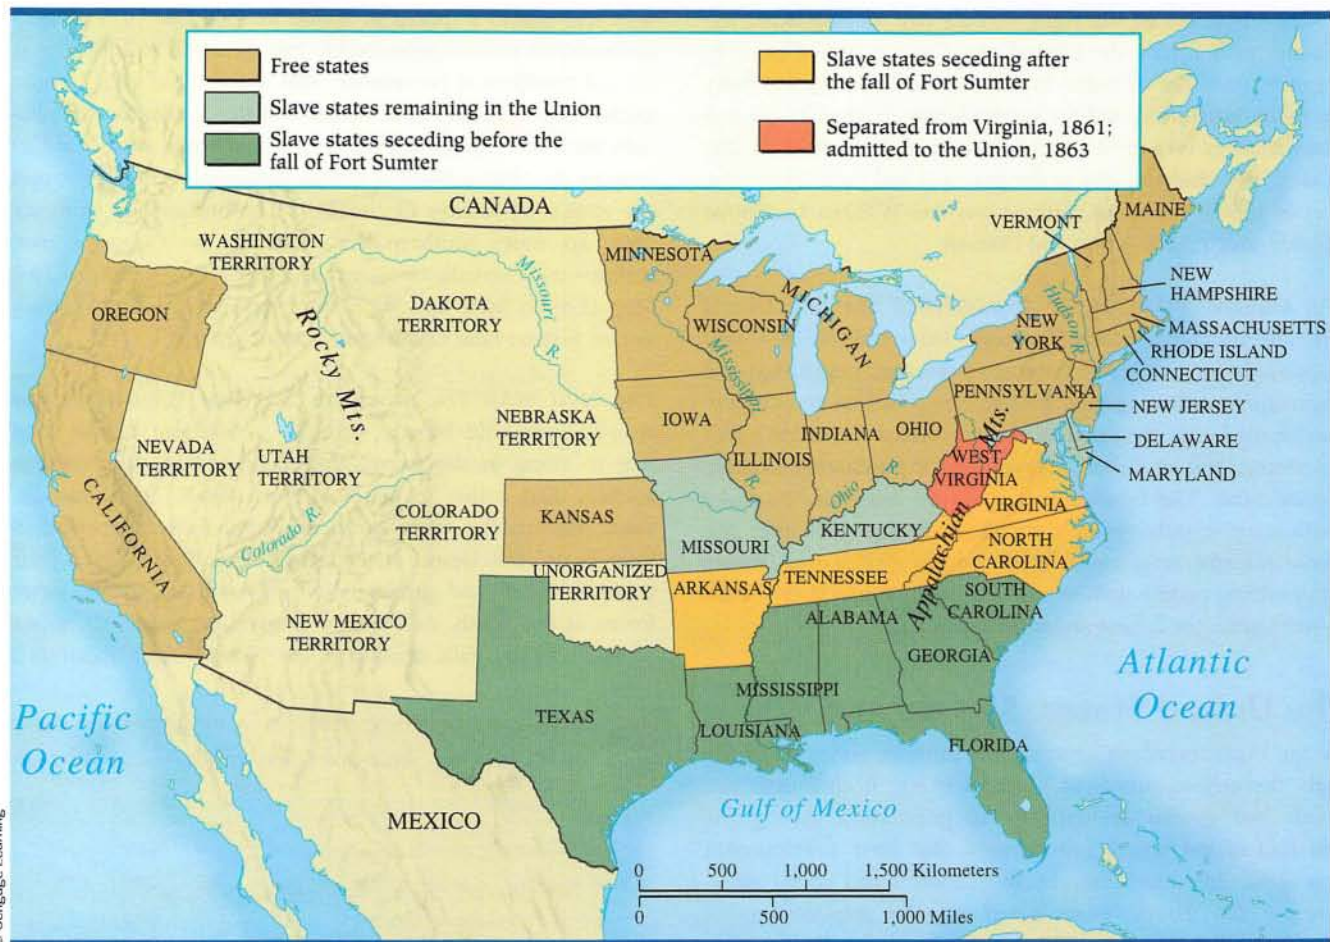 Free states
Slave states remaining in the Union
Slave states seceding before the
fall of Fort Sumter
Slave states seceding after
the fall of Fort Sumter
Separated from Virginia, 1861;
admitted to the Union, 1863
CANADA
WASHINGTON
TERRITORY
OREGON
Rocky Mts.
DAKOTA
TERRITORY
Missouri
R.
MINNESOTA
WISCONSIN
MICHIGAN
Mississippi
R.
VERMONT
MAINE
NEW
HAMPSHIRE
Hudson R.
NEW
YORK
MASSACHUSETTS
RHODE ISLAND
CONNECTICUT
PENNSYLVANIA
NEW JERSEY
DELAWARE
MARYLAND
NEBRASKA
TERRITORY
IOWA
ILLINOIS
INDIANA
OHIO
Ohio
R.
WEST
VIRGINIA
VIRGINIA
Appalachian
Mts.
NEVADA
TERRITORY
UTAH
TERRITORY
CALIFORNIA
Colorado R.
COLORADO
TERRITORY
KANSAS
MISSOURI
KENTUCKY
NORTH
CAROLINA
UNORGANIZED
TERRITORY
ARKANSAS
TENNESSEE
SOUTH
CAROLINA
NEW MEXICO
TERRITORY
ALABAMA
GEORGIA
MISSISSIPPI
TEXAS
LOUISIANA
FLORIDA
Pacific
Ocean
Atlantic
Ocean
MEXICO
Gulf of Mexico
0 500 1,000 1,500 Kilometers
0 500 1,000 Miles
© Cengage Learning